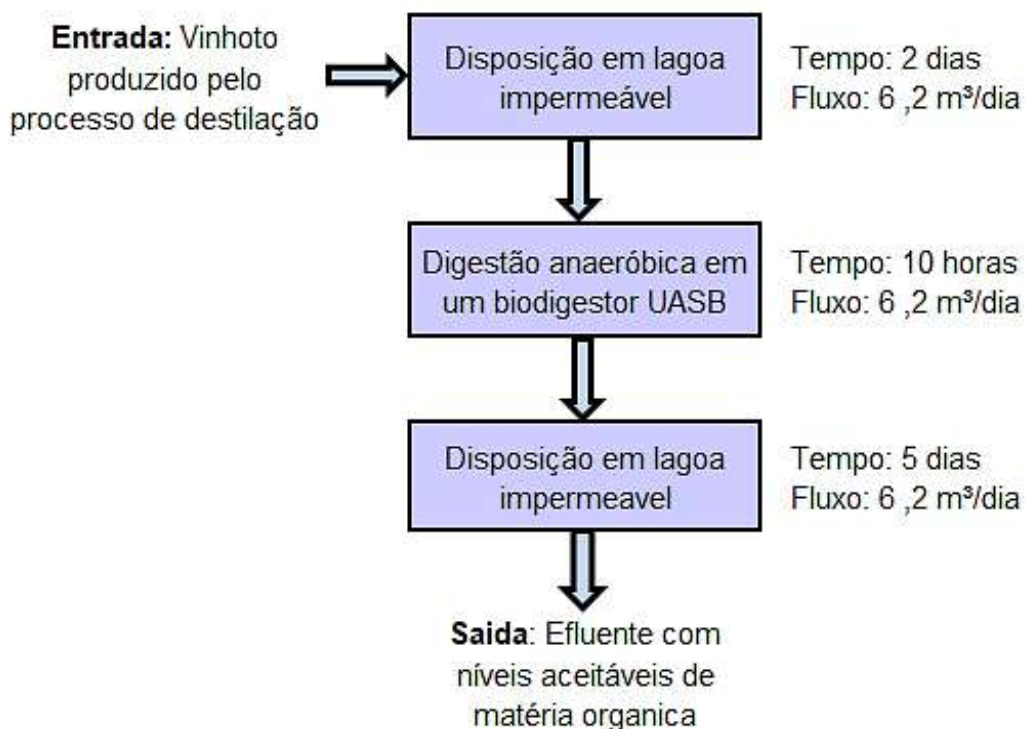 Entrada: Vinhoto
produzido pelo
processo de destilação
Disposição em lagoa
impermeável
Tempo: 2 dias
Fluxo: 6 ,2 m³/dia
Digestão anaeróbica em
um biodigestor UASB
Tempo: 10 horas
Fluxo: 6 ,2 m³/dia
Disposição em lagoa
impermeavel
Tempo: 5 dias
Fluxo: 6 ,2 m³/dia
Saida: Efluente com
níveis aceitáveis de
matéria organica